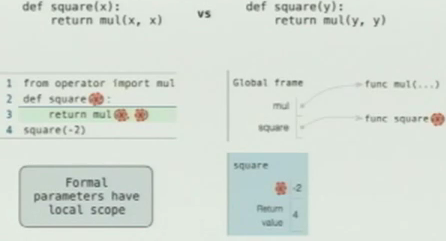 def square(x):
    return mul(x, x)
vs
def square(y):
    return mul(y, y)
1 from operator import mul
2 def square :
3     return mul ,
4 square(-2)
Global frame
mul
square
func mul(...)
func square
Formal
parameters have
local scope
square
-2
Return
value
4